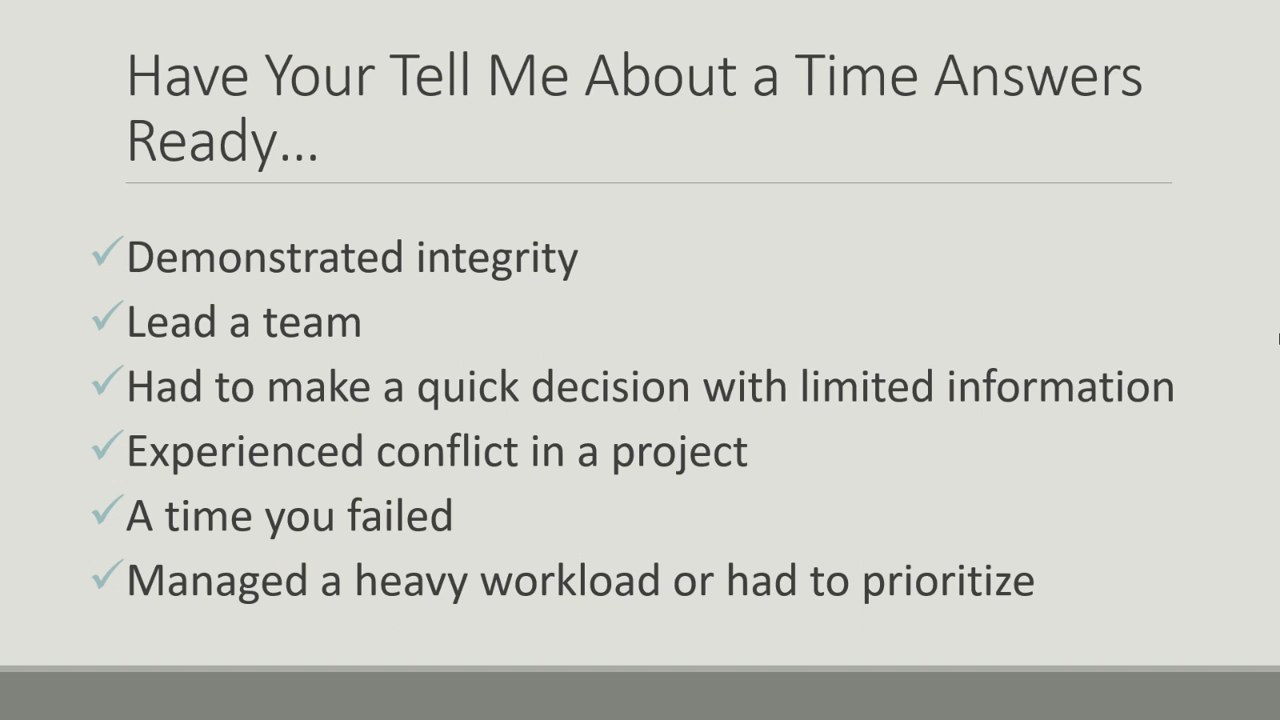 Have Your Tell Me About a Time Answers
Ready…
✓Demonstrated integrity
✓Lead a team
✓Had to make a quick decision with limited information
✓Experienced conflict in a project
✓A time you failed
✓Managed a heavy workload or had to prioritize